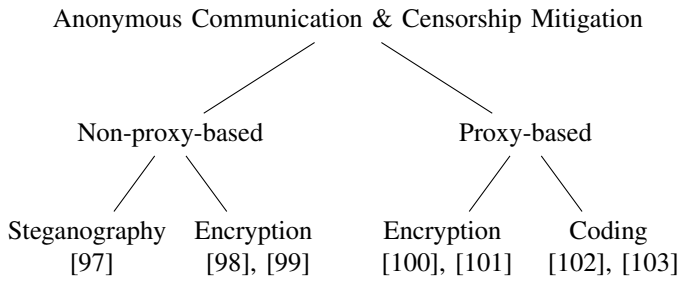 Anonymous Communication & Censorship Mitigation
Non-proxy-based Proxy-based
Steganography Encryption Encryption Coding
[97] [98], [99] [100], [101] [102], [103]